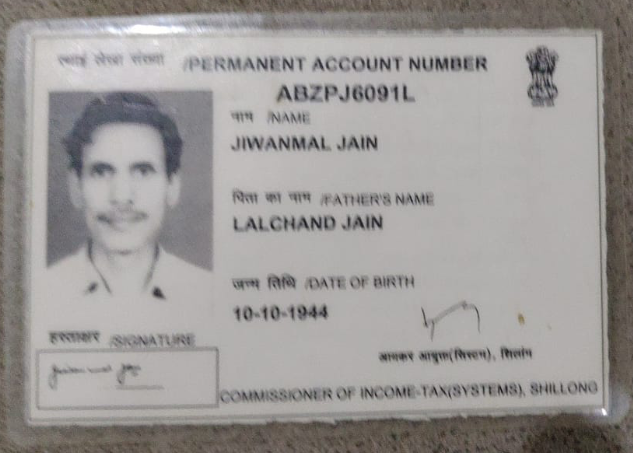 स्थाई लेखा संख्या /PERMANENT ACCOUNT NUMBER
ABZPJ6091L
नाम /NAME
JIWANMAL JAIN
पिता का नाम /FATHER'S NAME
LALCHAND JAIN
जन्म तिथि /DATE OF BIRTH
10-10-1944
हस्ताक्षर /SIGNATURE
आयकर आयुक्त(सिस्टम), शिलांग
COMMISSIONER OF INCOME-TAX(SYSTEMS), SHILLONG